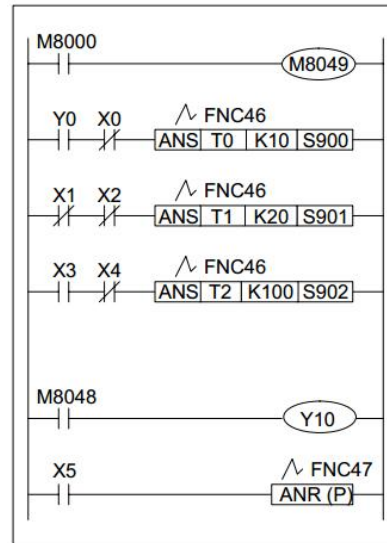 M8000
M8049
Y0 X0 FNC46
ANS T0 K10 S900
X1 X2 FNC46
ANS T1 K20 S901
X3 X4 FNC46
ANS T2 K100 S902
M8048
Y10
X5 FNC47
ANR (P)